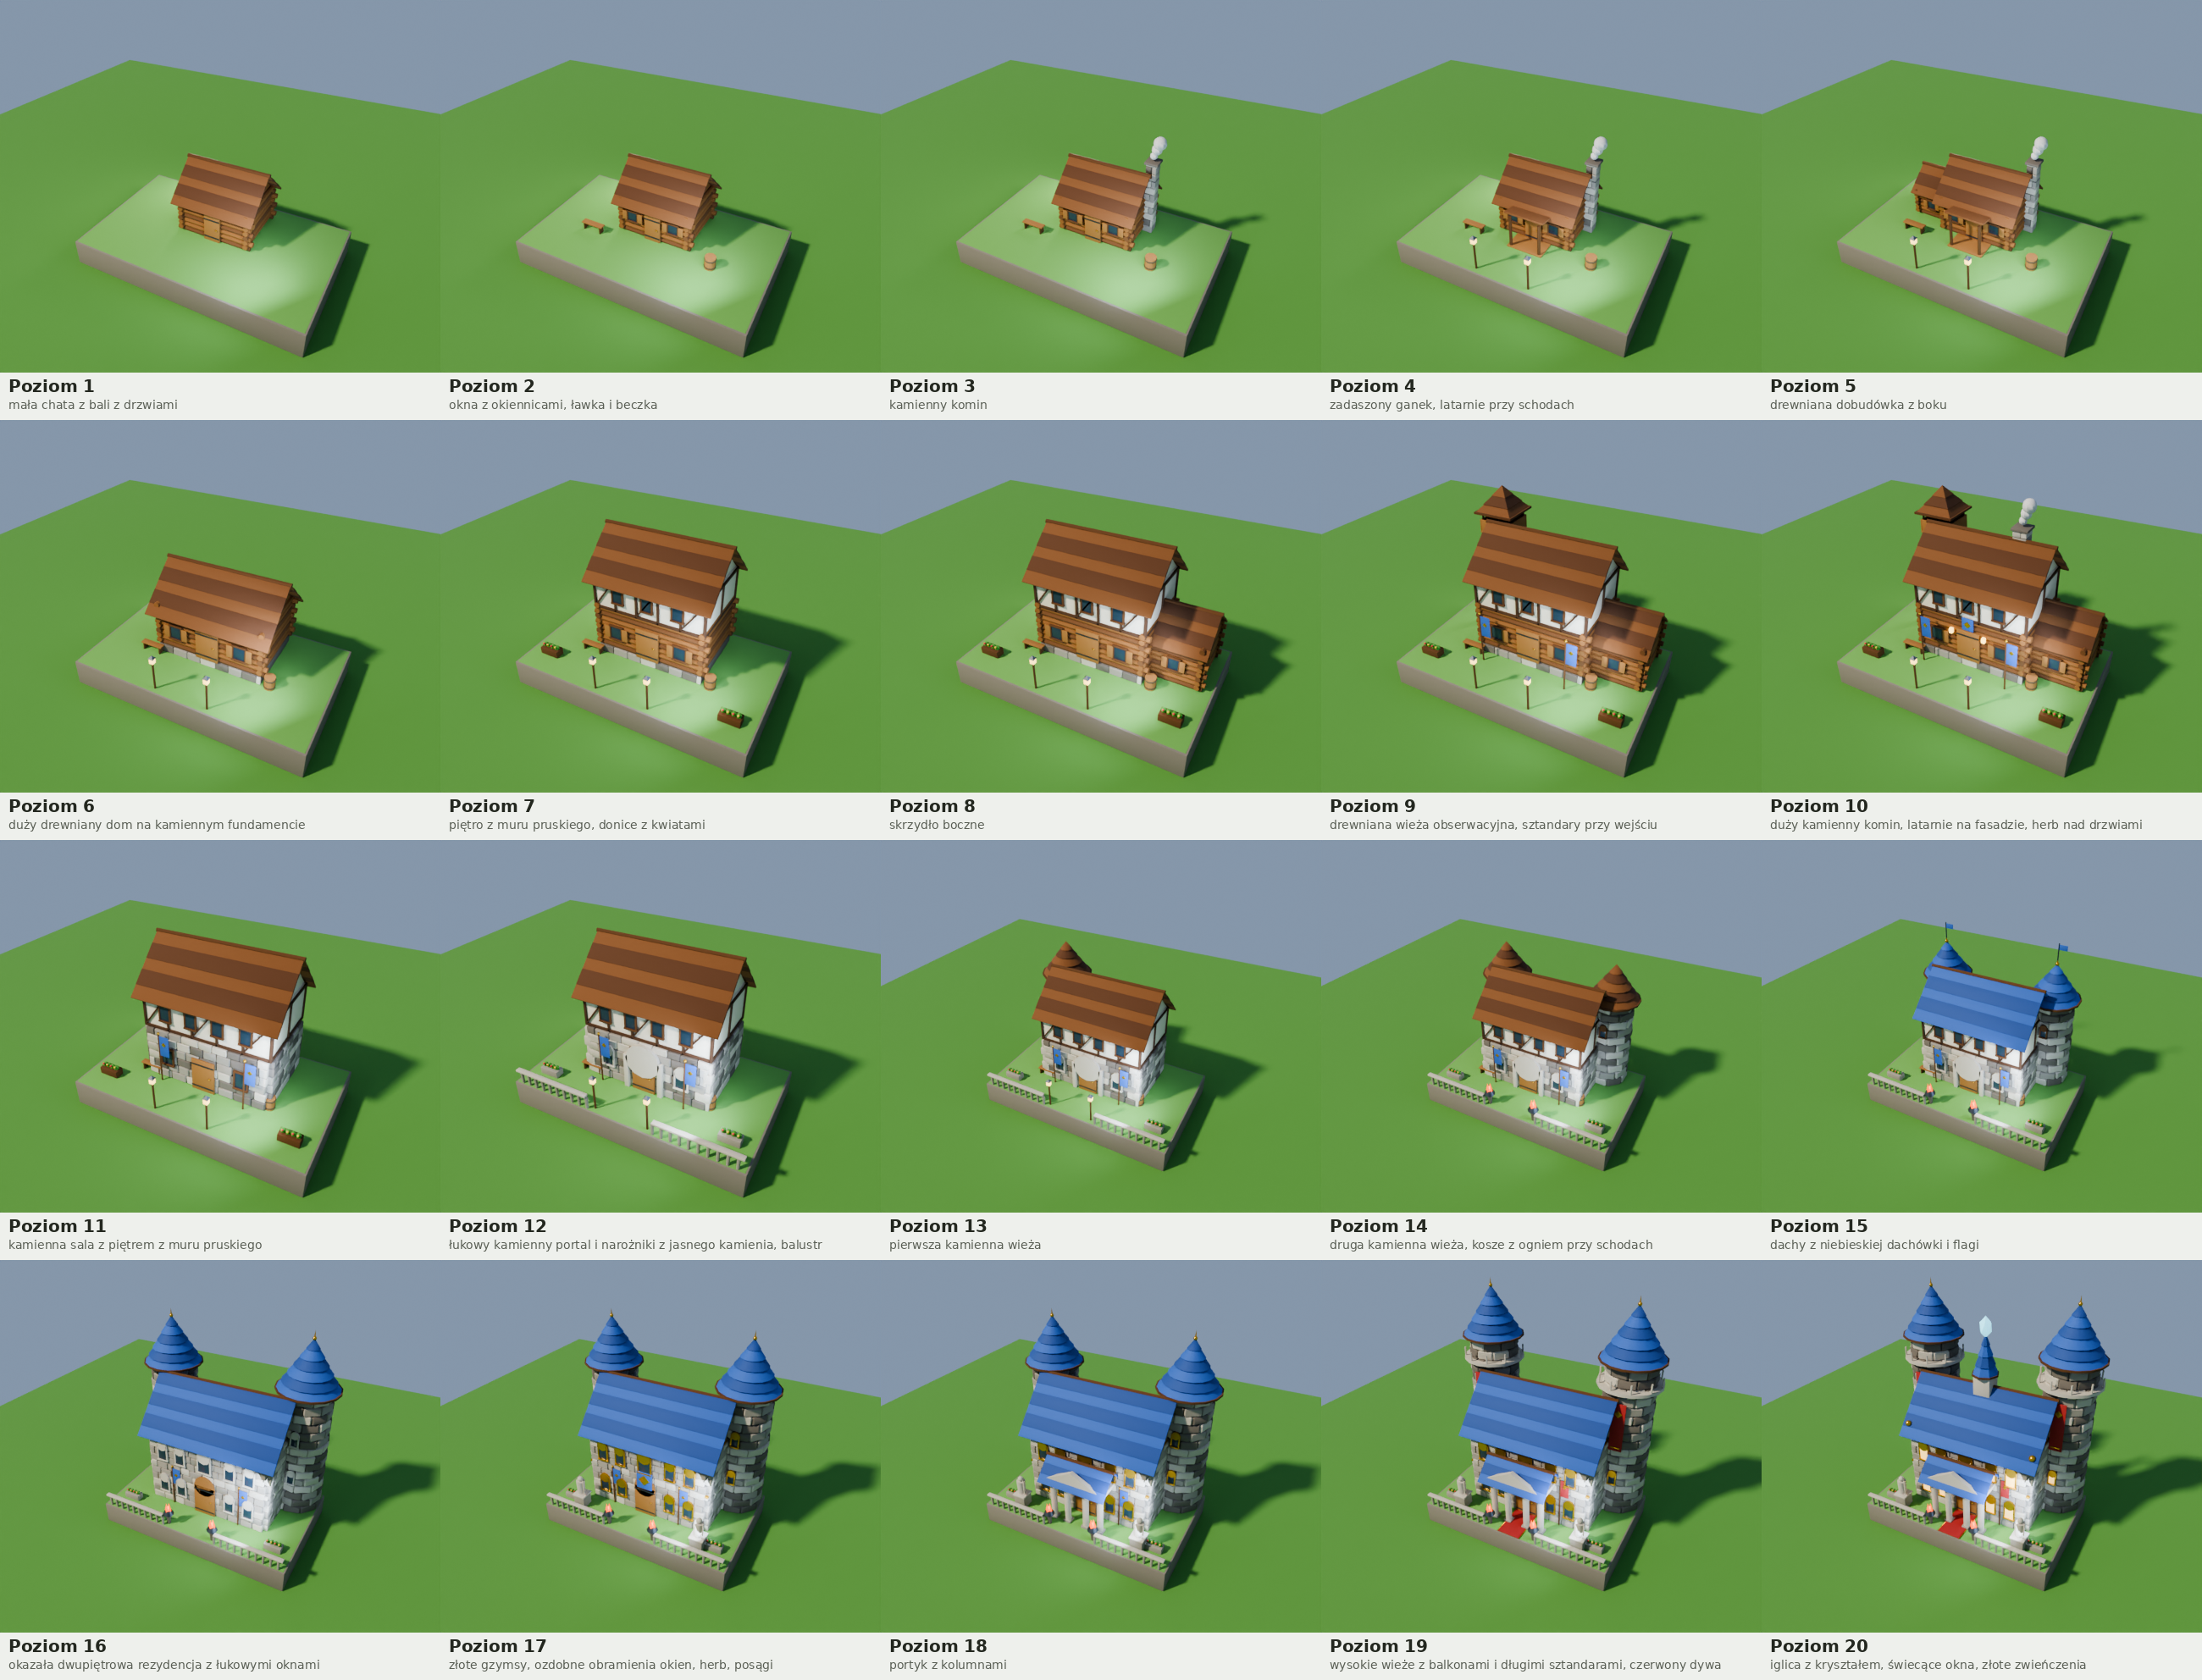 Poziom 1
mała chata z bali z drzwiami
Poziom 2
okna z okiennicami, ławka i beczka
Poziom 3
kamienny komin
Poziom 4
zadaszony ganek, latarnie przy schodach
Poziom 5
drewniana dobudówka z boku
Poziom 6
duży drewniany dom na kamiennym fundamencie
Poziom 7
piętro z muru pruskiego, donice z kwiatami
Poziom 8
skrzydło boczne
Poziom 9
drewniana wieża obserwacyjna, sztandary przy wejściu
Poziom 10
duży kamienny komin, latarnie na fasadzie, herb nad drzwiami
Poziom 11
kamienna sala z piętrem z muru pruskiego
Poziom 12
łukowy kamienny portal i narożniki z jasnego kamienia, balustr
Poziom 13
pierwsza kamienna wieża
Poziom 14
druga kamienna wieża, kosze z ogniem przy schodach
Poziom 15
dachy z niebieskiej dachówki i flagi
Poziom 16
okazała dwupiętrowa rezydencja z łukowymi oknami
Poziom 17
złote gzymsy, ozdobne obramienia okien, herb, posągi
Poziom 18
portyk z kolumnami
Poziom 19
wysokie wieże z balkonami i długimi sztandarami, czerwony dywa
Poziom 20
iglica z kryształem, świecące okna, złote zwieńczenia